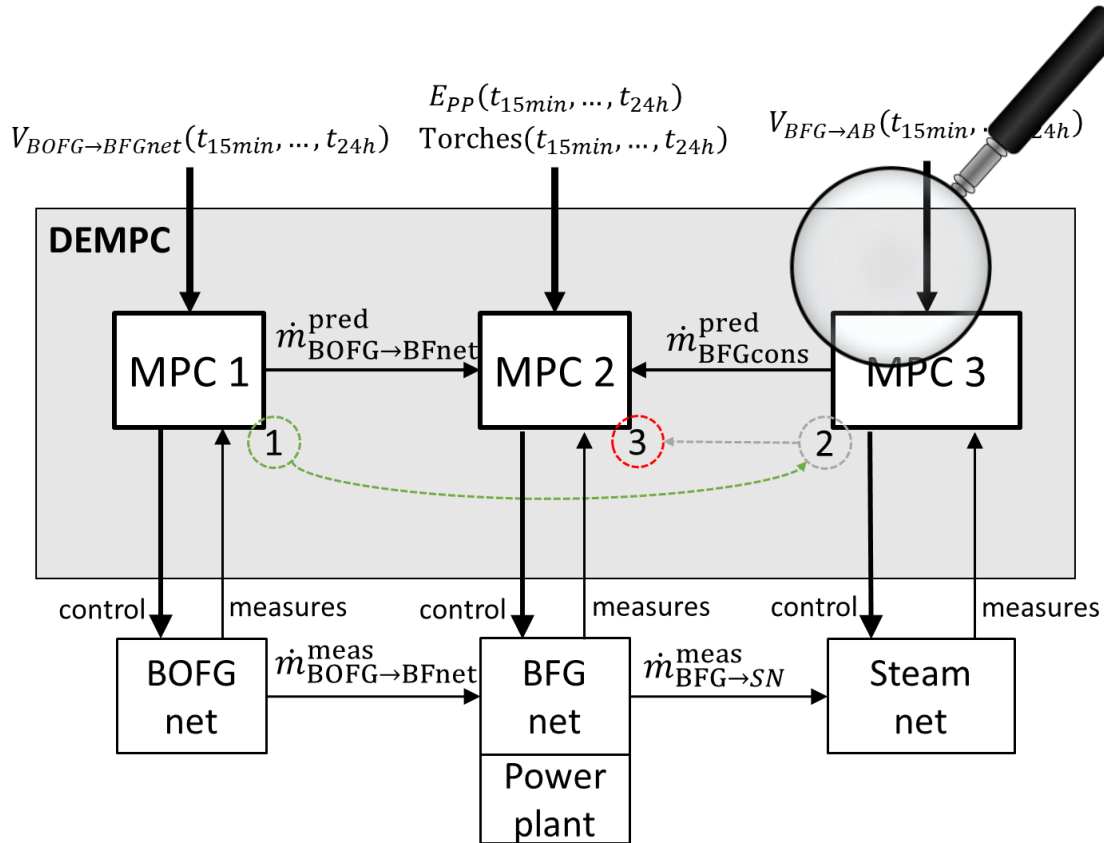 E_PP(t_15min, …, t_24h)
V_BOFG→BFGnet(t_15min, …, t_24h)
Torches(t_15min, …, t_24h)
V_BFG→AB(t_15min, … , t_24h)
DEMPC
MPC 1
ṁ^pred_BOFG→BFnet
MPC 2
ṁ^pred_BFGcons
MPC 3
1
3
2
control
measures
control
measures
control
measures
BOFG
net
ṁ^meas_BOFG→BFnet
BFG
net
ṁ^meas_BFG→SN
Steam
net
Power
plant